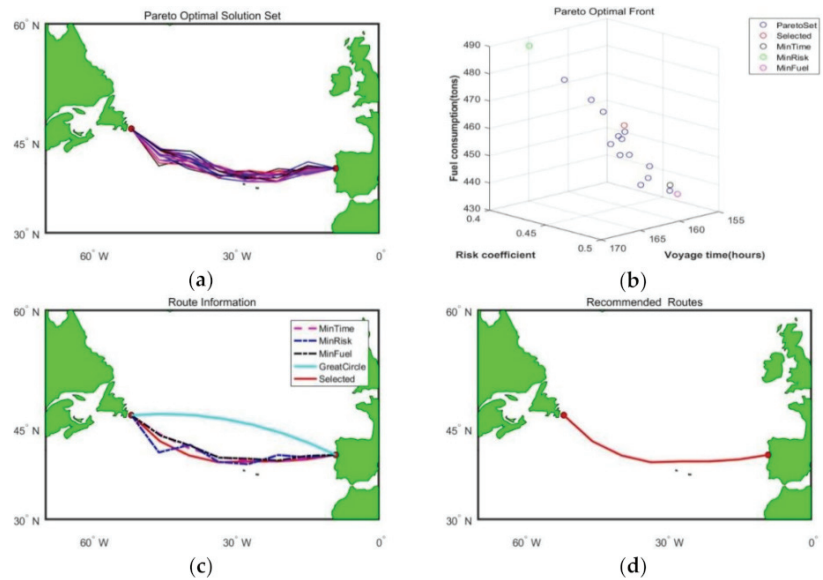 Pareto Optimal Solution Set
60° N
45° N
30° N
60° W
30° W
0°
(a)
Pareto Optimal Front
ParetoSet
Selected
MinTime
MinRisk
MinFuel
490
480
470
460
450
440
430
Fuel consumption(tons)
0.4
0.45
0.5
Risk coefficient
170
165
160
155
Voyage time(hours)
(b)
Route Information
MinTime
MinRisk
MinFuel
GreatCircle
Selected
60° N
45° N
30° N
60° W
30° W
0°
(c)
Recommended Routes
60° N
45° N
30° N
60° W
30° W
0°
(d)